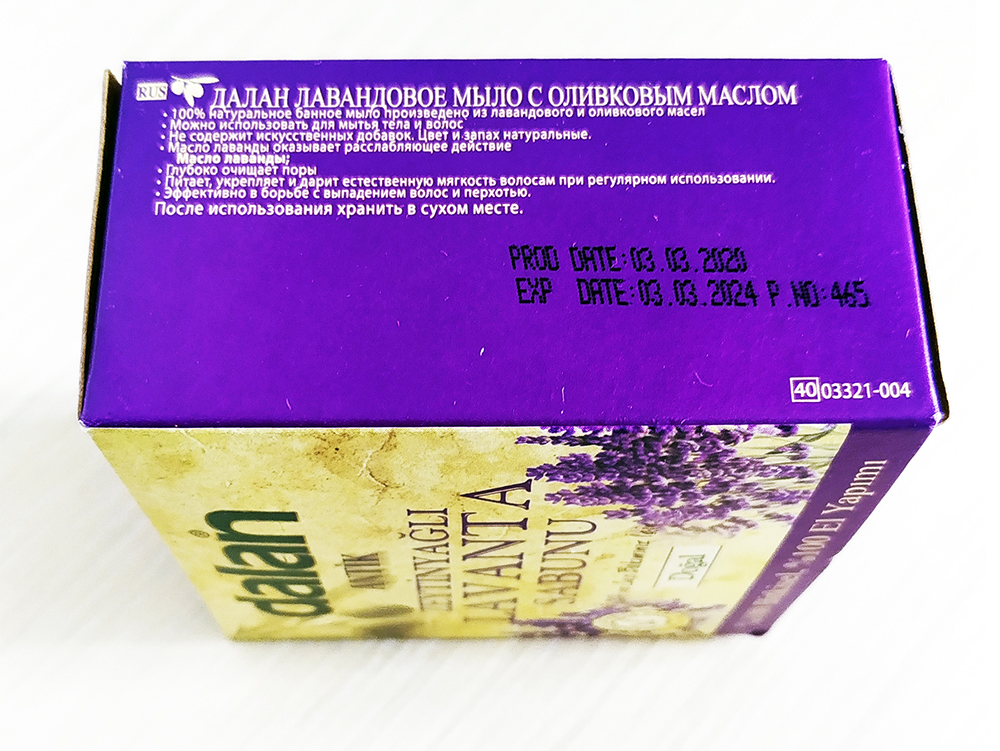 RUS
ДАЛАН ЛАВАНДОВОЕ МЫЛО С ОЛИВКОВЫМ МАСЛОМ
• 100% натуральное банное мыло произведено из лавандового и оливкового масел
• Можно использовать для мытья тела и волос
• Не содержит искусственных добавок. Цвет и запах натуральные.
• Масло лаванды оказывает расслабляющее действие
Масло лаванды;
• Глубоко очищает поры
• Питает, укрепляет и дарит естественную мягкость волосам при регулярном использовании.
• Эффективно в борьбе с выпадением волос и перхотью.
После использования хранить в сухом месте.
PROD DATE:03.03.2020
EXP DATE:03.03.2024 P.NO:465
40 03321-004
dalan®
ANTİK
ZEYTİNYAĞLI
LAVANTA
SABUNU
Doğal
%100 El Yapımı